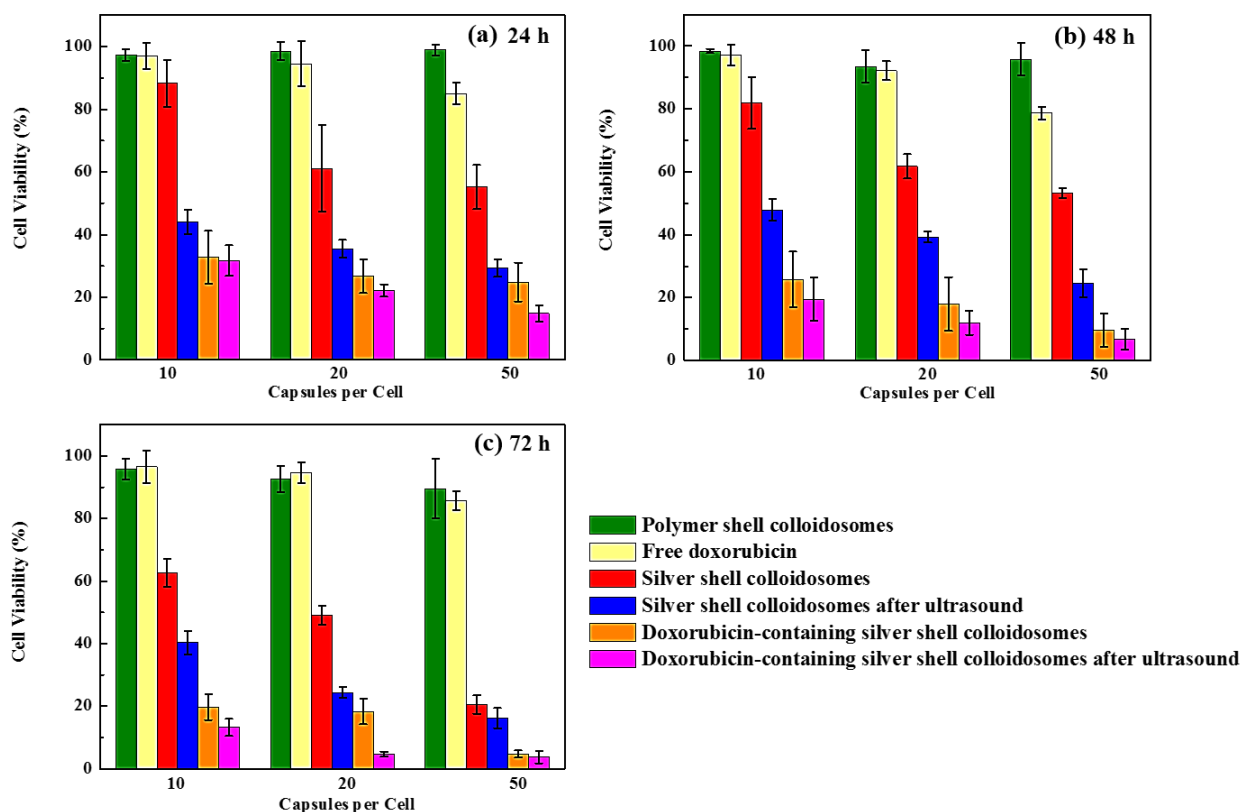 (a) 24 h
100
80
60
40
20
0
Cell Viability (%)
10 20 50
Capsules per Cell
(b) 48 h
100
80
60
40
20
0
Cell Viability (%)
10 20 50
Capsules per Cell
(c) 72 h
100
80
60
40
20
0
Cell Viability (%)
10 20 50
Capsules per Cell
Polymer shell colloidosomes
Free doxorubicin
Silver shell colloidosomes
Silver shell colloidosomes after ultrasound
Doxorubicin-containing silver shell colloidosomes
Doxorubicin-containing silver shell colloidosomes after ultrasound